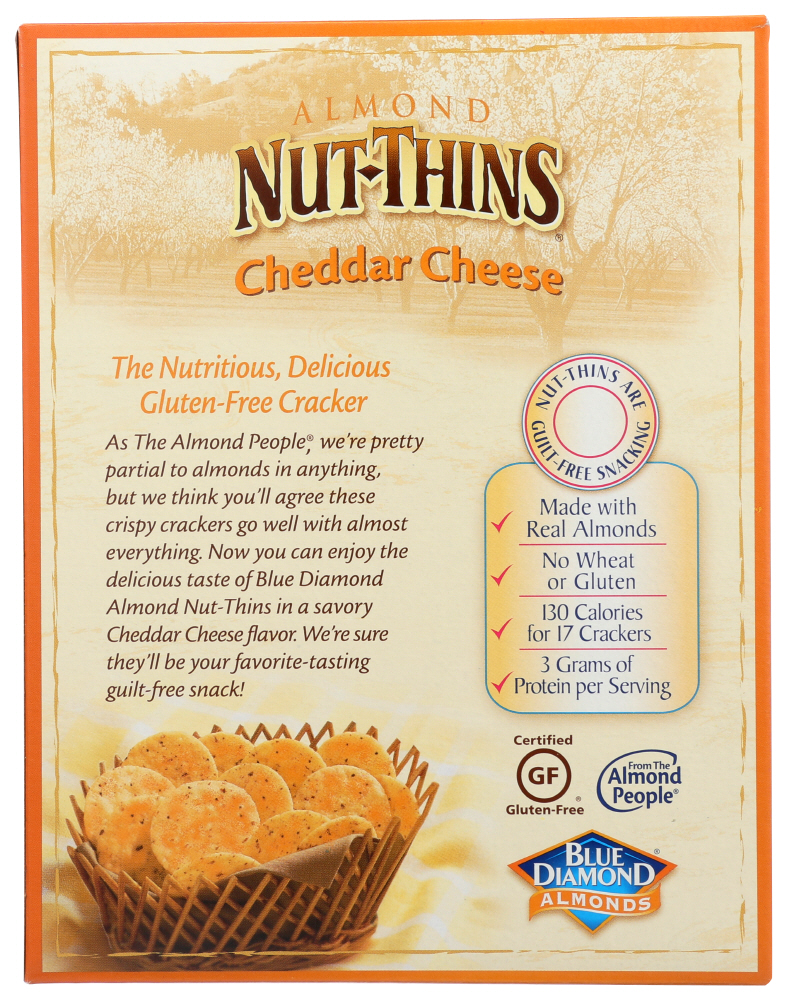 ALMOND
NUT-THINS®
Cheddar Cheese
The Nutritious, Delicious
Gluten-Free Cracker
As The Almond People®, we're pretty
partial to almonds in anything,
but we think you'll agree these
crispy crackers go well with almost
everything. Now you can enjoy the
delicious taste of Blue Diamond
Almond Nut-Thins in a savory
Cheddar Cheese flavor. We're sure
they'll be your favorite-tasting
guilt-free snack!
NUT-THINS ARE
GUILT-FREE SNACKING
Made with
Real Almonds
No Wheat
or Gluten
130 Calories
for 17 Crackers
3 Grams of
Protein per Serving
Certified
GF
®
Gluten-Free
From The
Almond
People®
BLUE
DIAMOND®
ALMONDS